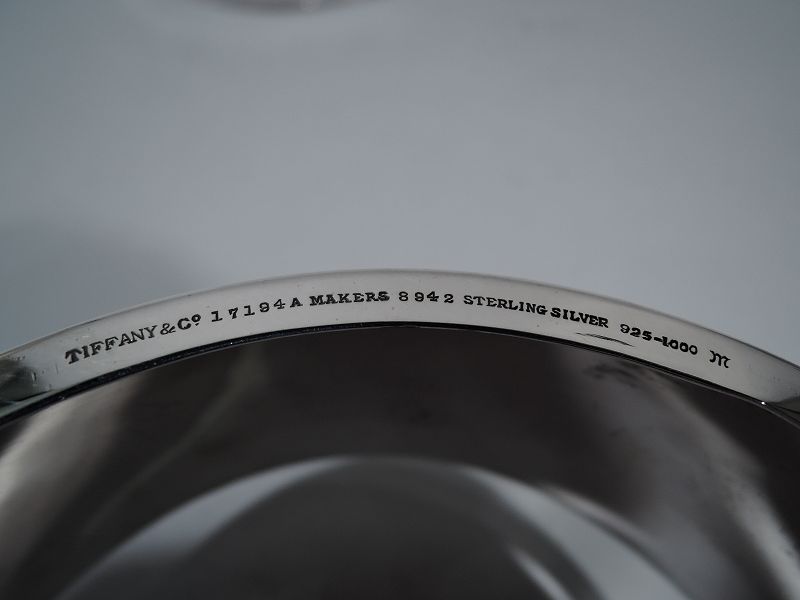 TIFFANY & Cº 17194A MAKERS 8942 STERLING SILVER 925-1000 M